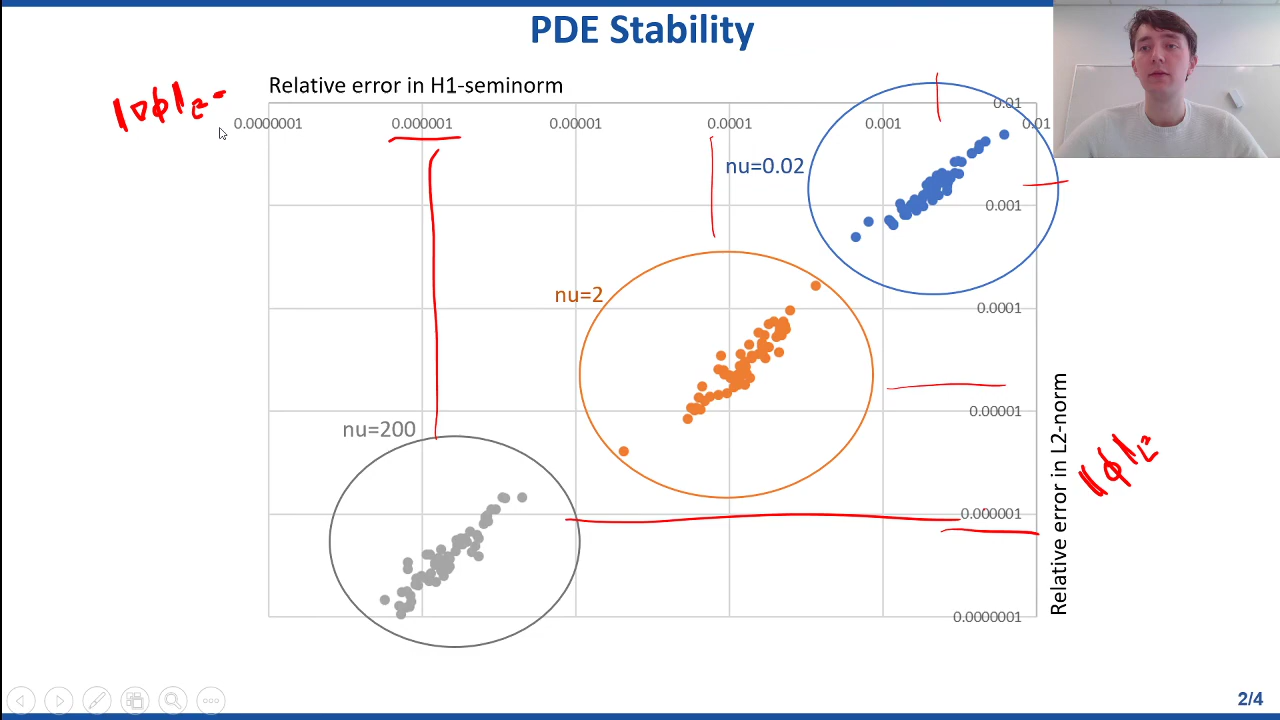 PDE Stability
Relative error in H1-seminorm
0.01
0.0000001 0.000001 0.00001 0.0001 0.001 0.01
nu=0.02
0.001
nu=2
0.0001
0.00001
nu=200
0.000001
0.0000001
Relative error in L2-norm
2/4